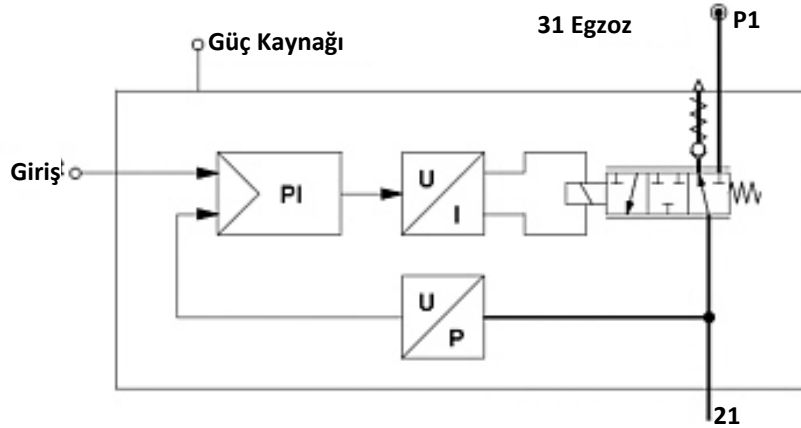 31 Egzoz
P1
Güç Kaynağı
Giriş
PI
U
I
U
P
21